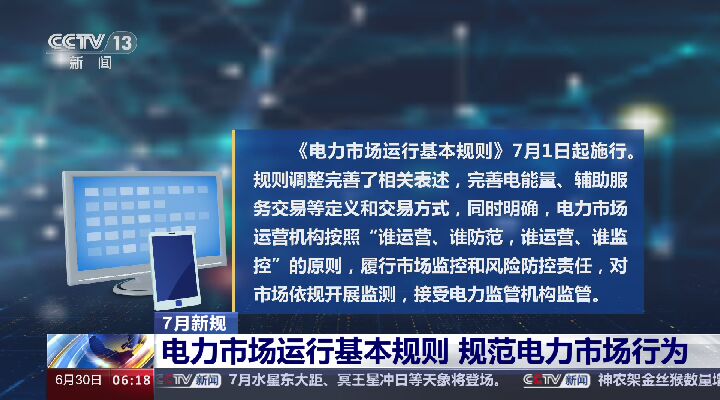 CCTV 13
新闻
《电力市场运行基本规则》7月1日起施行。
规则调整完善了相关表述，完善电能量、辅助服
务交易等定义和交易方式，同时明确，电力市场
运营机构按照“谁运营、谁防范，谁运营、谁监
控”的原则，履行市场监控和风险防控责任，对
市场依规开展监测，接受电力监管机构监管。
7月新规
电力市场运行基本规则 规范电力市场行为
6月30日 06:18 CCTV新闻 7月水星东大距、冥王星冲日等天象将登场。 CCTV新闻 神农架金丝猴数量增